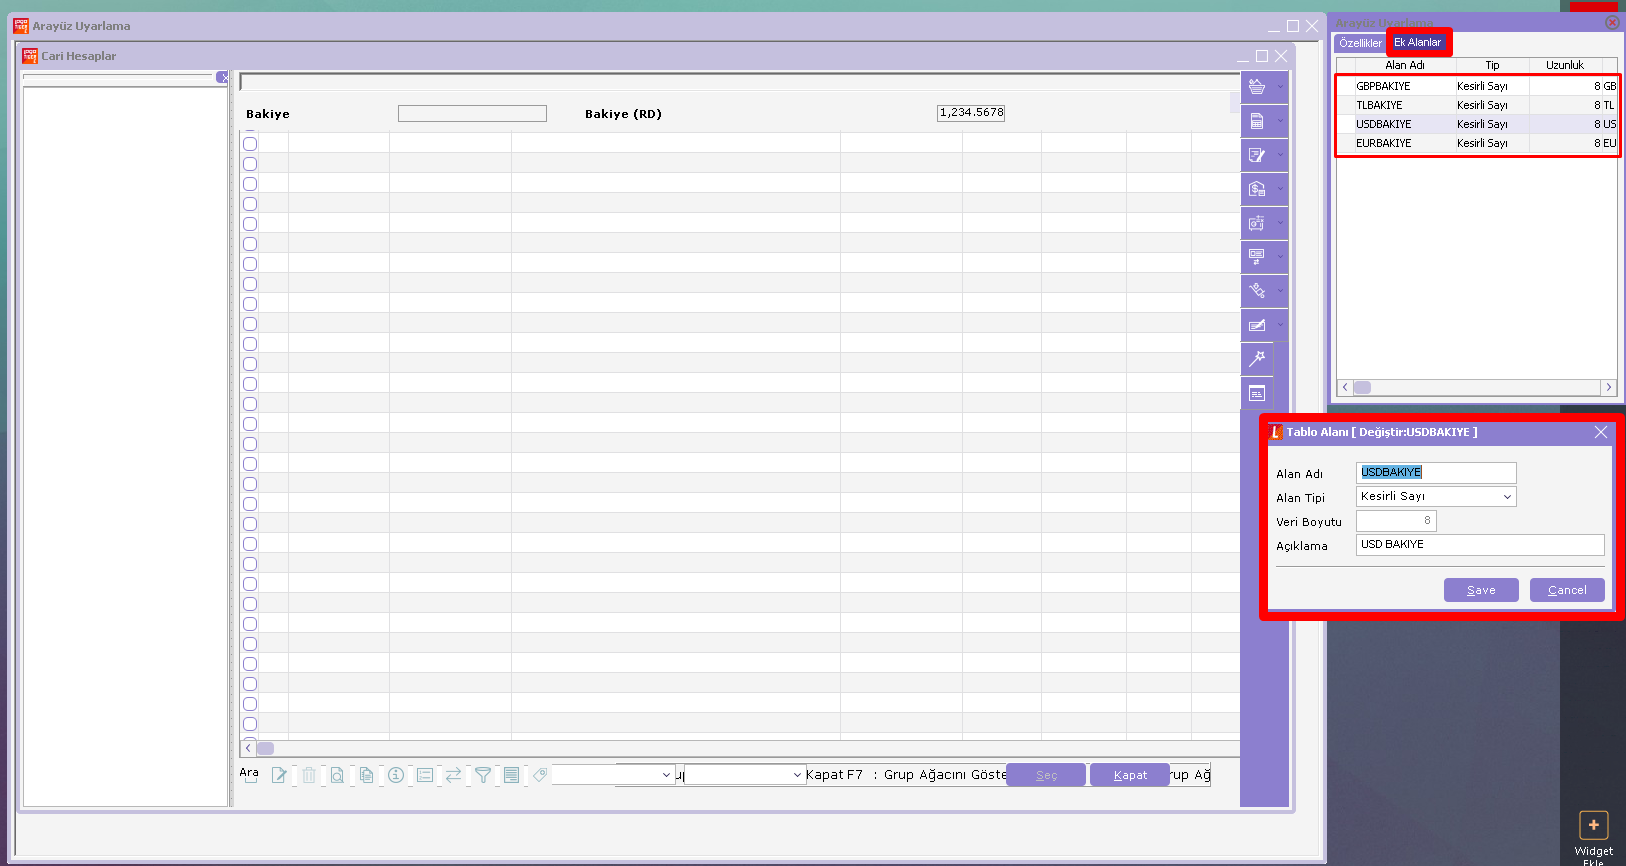 Arayüz Uyarlama
Cari Hesaplar
Bakiye
Bakiye (RD)
1,234.5678
Ara
Kapat F7 : Grup Ağacını Göste
Seç
Kapat
rup Ağ
Arayüz Uyarlama
Özellikler
Ek Alanlar
Alan Adı Tip Uzunluk
GBPBAKIYE Kesirli Sayı 8 GB
TLBAKIYE Kesirli Sayı 8 TL
USDBAKIYE Kesirli Sayı 8 US
EURBAKIYE Kesirli Sayı 8 EU
Tablo Alanı [ Değiştir:USDBAKIYE ]
Alan Adı USDBAKIYE
Alan Tipi Kesirli Sayı
Veri Boyutu 8
Açıklama USD BAKIYE
Save
Cancel
Widget
Ekle